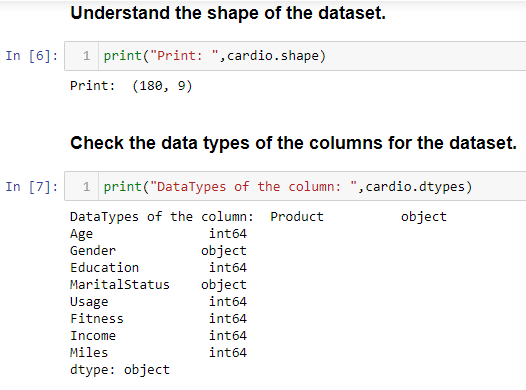 Understand the shape of the dataset.
In [6]: 1 print("Print: ",cardio.shape)
Print:  (180, 9)
Check the data types of the columns for the dataset.
In [7]: 1 print("DataTypes of the column: ",cardio.dtypes)
DataTypes of the column:  Product          object
Age               int64
Gender           object
Education         int64
MaritalStatus    object
Usage             int64
Fitness           int64
Income            int64
Miles             int64
dtype: object